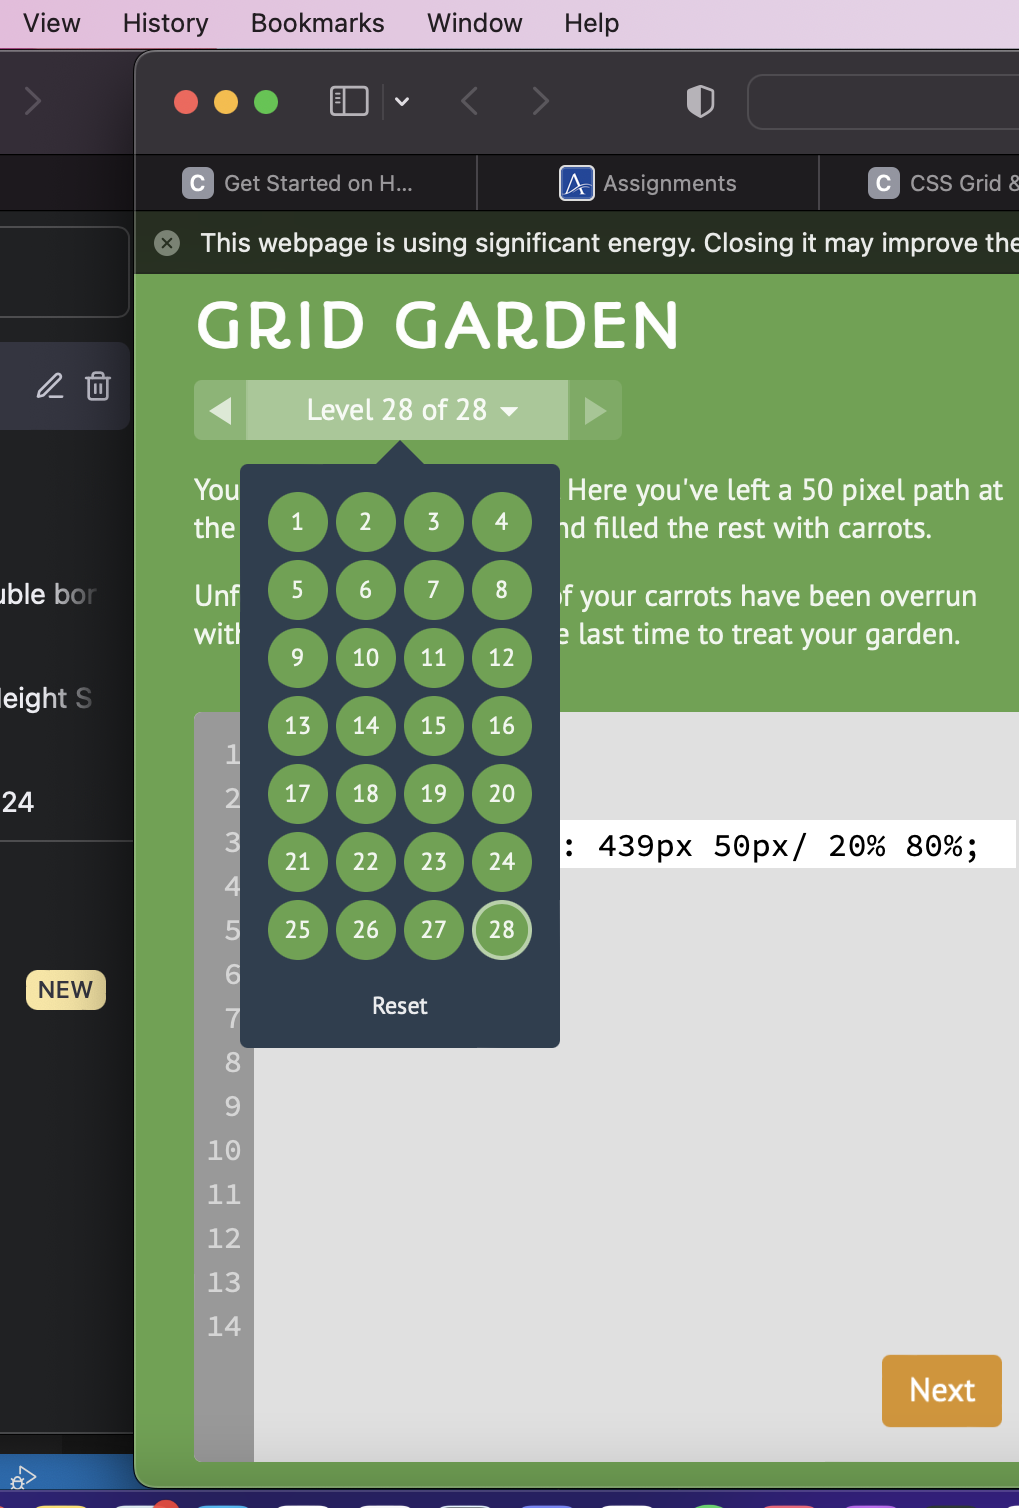 View History Bookmarks Window Help
Get Started on H... Assignments CSS Grid &
This webpage is using significant energy. Closing it may improve the
GRID GARDEN
Level 28 of 28
You Here you've left a 50 pixel path at
the nd filled the rest with carrots.
Unf of your carrots have been overrun
with e last time to treat your garden.
1 2 3 4
5 6 7 8
9 10 11 12
13 14 15 16
17 18 19 20
21 22 23 24
25 26 27 28
Reset
1
2
3 : 439px 50px/ 20% 80%;
4
5
6
7
8
9
10
11
12
13
14
Next
uble bor
Height S
24
NEW